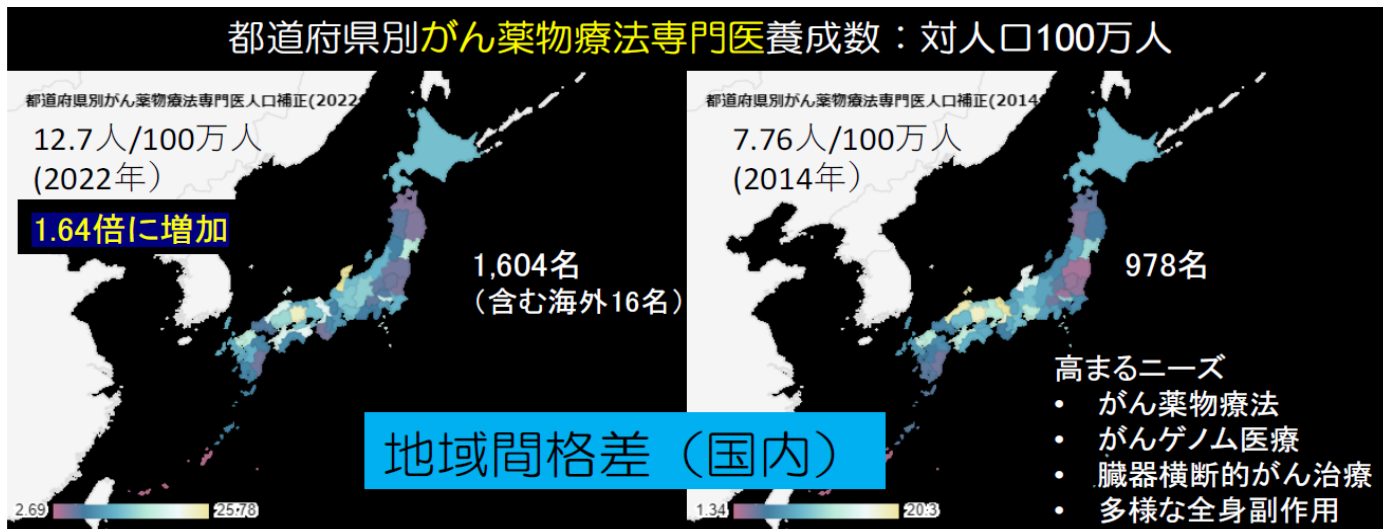 都道府県別がん薬物療法専門医養成数：対人口100万人
都道府県別がん薬物療法専門医人口補正(2022
12.7人/100万人
(2022年）
1.64倍に増加
1,604名
（含む海外16名）
2.69
25.78
都道府県別がん薬物療法専門医人口補正(2014
7.76人/100万人
(2014年）
978名
高まるニーズ
• がん薬物療法
• がんゲノム医療
• 臓器横断的がん治療
• 多様な全身副作用
1.34
20.3
地域間格差（国内）